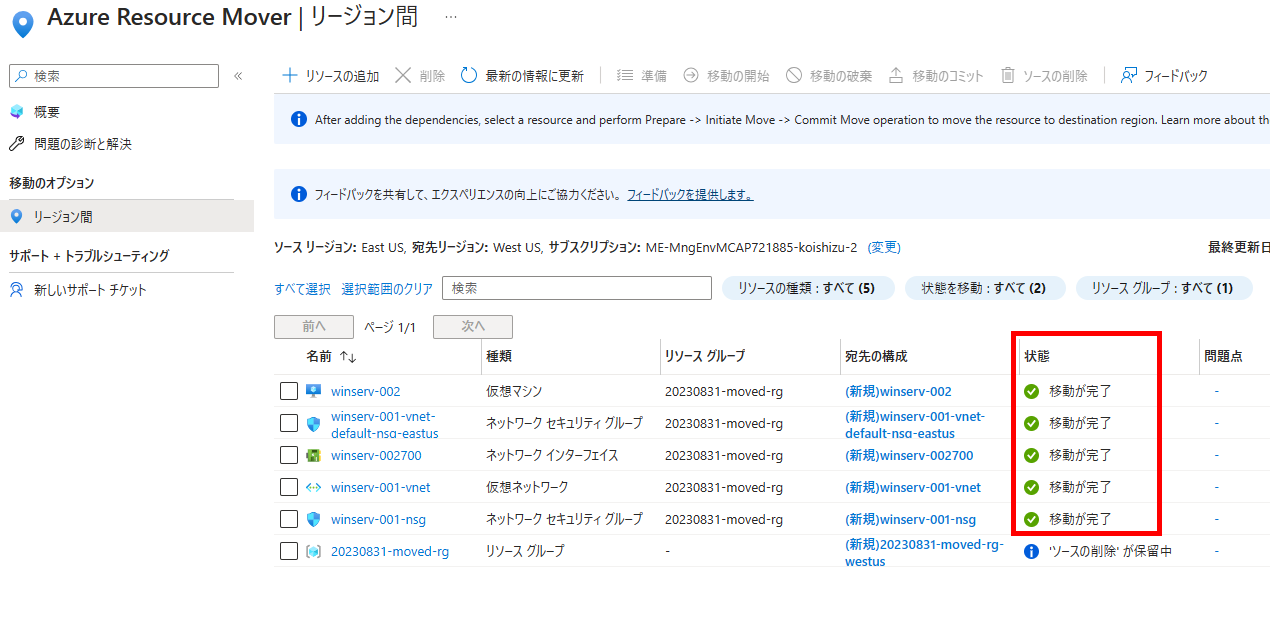 Azure Resource Mover | リージョン間 …
検索 «
＋ リソースの追加 削除 最新の情報に更新 準備 移動の開始 移動の破棄 移動のコミット ソースの削除 フィードバック
概要
問題の診断と解決
移動のオプション
リージョン間
サポート + トラブルシューティング
新しいサポート チケット
After adding the dependencies, select a resource and perform Prepare -> Initiate Move -> Commit Move operation to move the resource to destination region. Learn more about th
フィードバックを共有して、エクスペリエンスの向上にご協力ください。 フィードバックを提供します。
ソース リージョン: East US, 宛先リージョン: West US, サブスクリプション: ME-MngEnvMCAP721885-koishizu-2 (変更) 最終更新日
すべて選択 選択範囲のクリア 検索 リソースの種類 : すべて (5) 状態を移動 : すべて (2) リソース グループ : すべて (1)
前へ ページ 1/1 次へ
名前 ↑↓ 種類 リソース グループ 宛先の構成 状態 問題点
winserv-002 仮想マシン 20230831-moved-rg (新規)winserv-002 移動が完了 -
winserv-001-vnet- ネットワーク セキュリティ グループ 20230831-moved-rg (新規)winserv-001-vnet- 移動が完了 -
default-nsg-eastus default-nsg-eastus
winserv-002700 ネットワーク インターフェイス 20230831-moved-rg (新規)winserv-002700 移動が完了 -
winserv-001-vnet 仮想ネットワーク 20230831-moved-rg (新規)winserv-001-vnet 移動が完了 -
winserv-001-nsg ネットワーク セキュリティ グループ 20230831-moved-rg (新規)winserv-001-nsg 移動が完了 -
20230831-moved-rg リソース グループ - (新規)20230831-moved-rg- 'ソースの削除' が保留中 -
westus